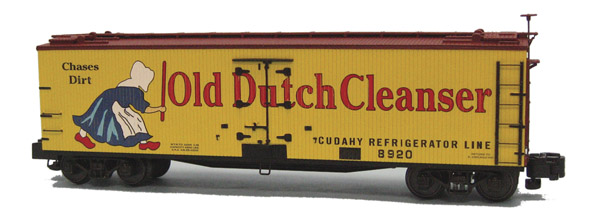 Chases
Dirt
Old Dutch Cleanser
CUDAHY REFRIGERATOR LINE
8920